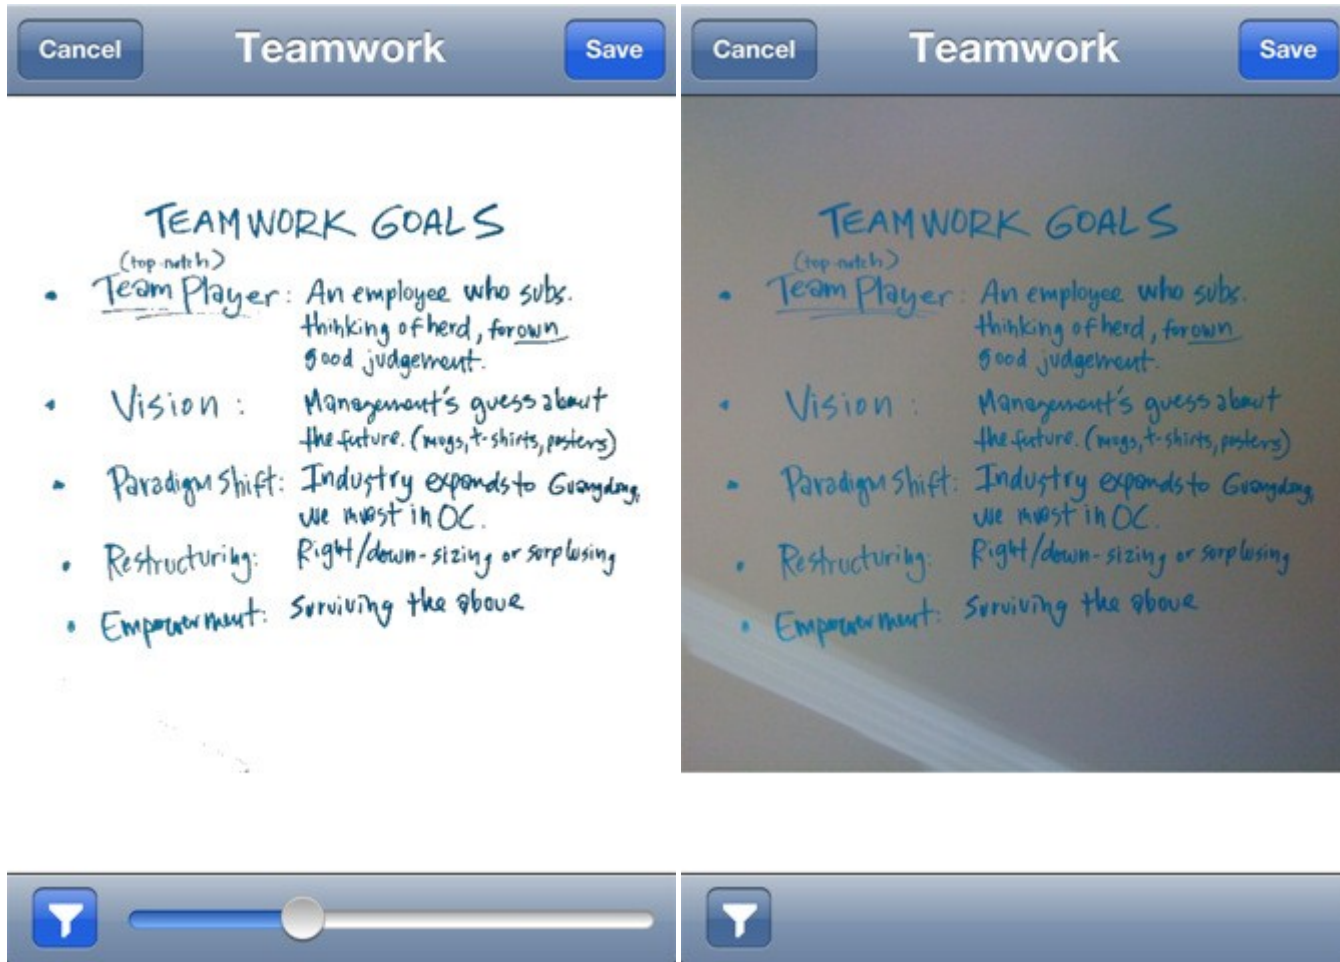 Cancel Teamwork Save
TEAMWORK GOALS
(top-notch)
• Team Player: An employee who subs.
thinking of herd, for own
good judgement.
• Vision: Management's guess about
the future. (mugs, t-shirts, posters)
• Paradigm Shift: Industry expands to Guangdong,
we invest in OC.
• Restructuring: Right/down-sizing or surplusing
• Empowerment: Surviving the above
Cancel Teamwork Save
TEAMWORK GOALS
(top-notch)
• Team Player: An employee who subs.
thinking of herd, for own
good judgement.
• Vision: Management's guess about
the future. (mugs, t-shirts, posters)
• Paradigm Shift: Industry expands to Guangdong,
we invest in OC.
• Restructuring: Right/down-sizing or surplusing
• Empowerment: Surviving the above